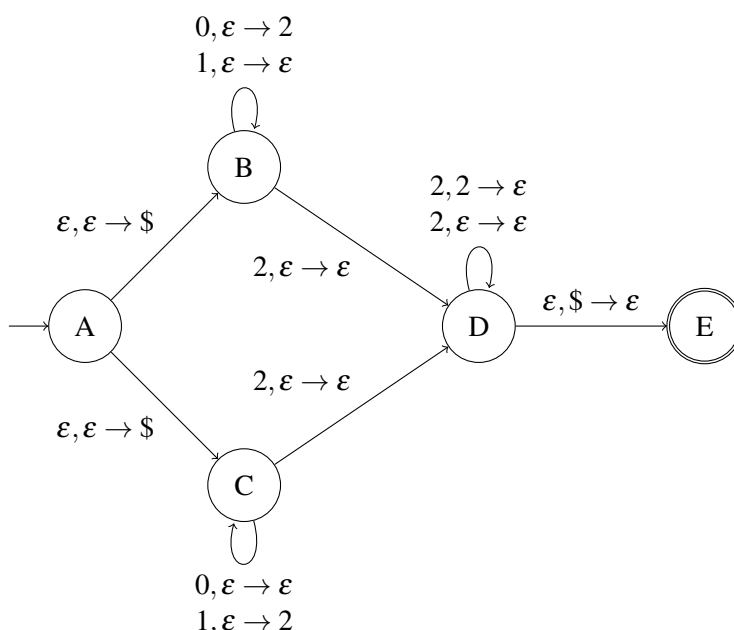 0, ε → 2
1, ε → ε
B
2, 2 → ε
2, ε → ε
ε, ε → $
2, ε → ε
ε, $ → ε
A
D
E
2, ε → ε
ε, ε → $
C
0, ε → ε
1, ε → 2